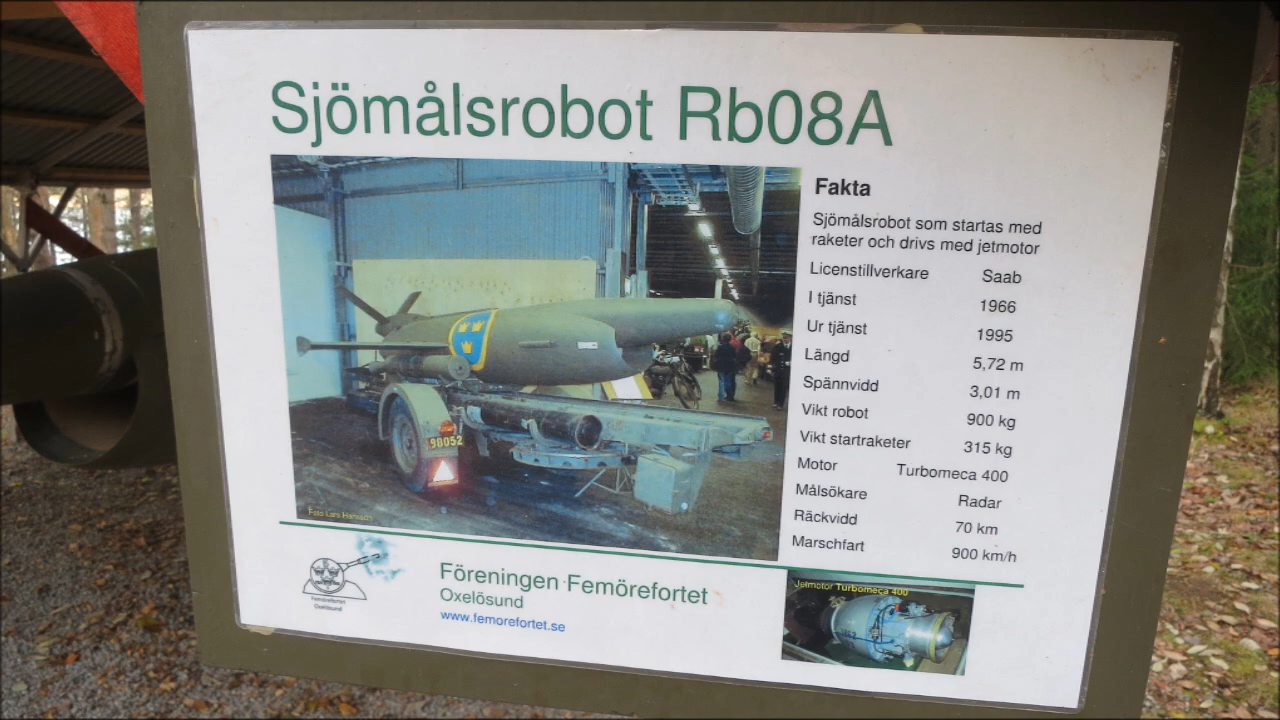 Sjömålsrobot Rb08A
Fakta
Sjömålsrobot som startas med
raketer och drivs med jetmotor
Licenstillverkare Saab
I tjänst 1966
Ur tjänst 1995
Längd 5,72 m
Spännvidd 3,01 m
Vikt robot 900 kg
Vikt startraketer 315 kg
Motor Turbomeca 400
Målsökare Radar
Räckvidd 70 km
Marschfart 900 km/h
98052
Foto Lars Hansson
Femörefortet
Oxelösund
Föreningen Femörefortet
Oxelösund
www.femorefortet.se
Jetmotor Turbomeca 400